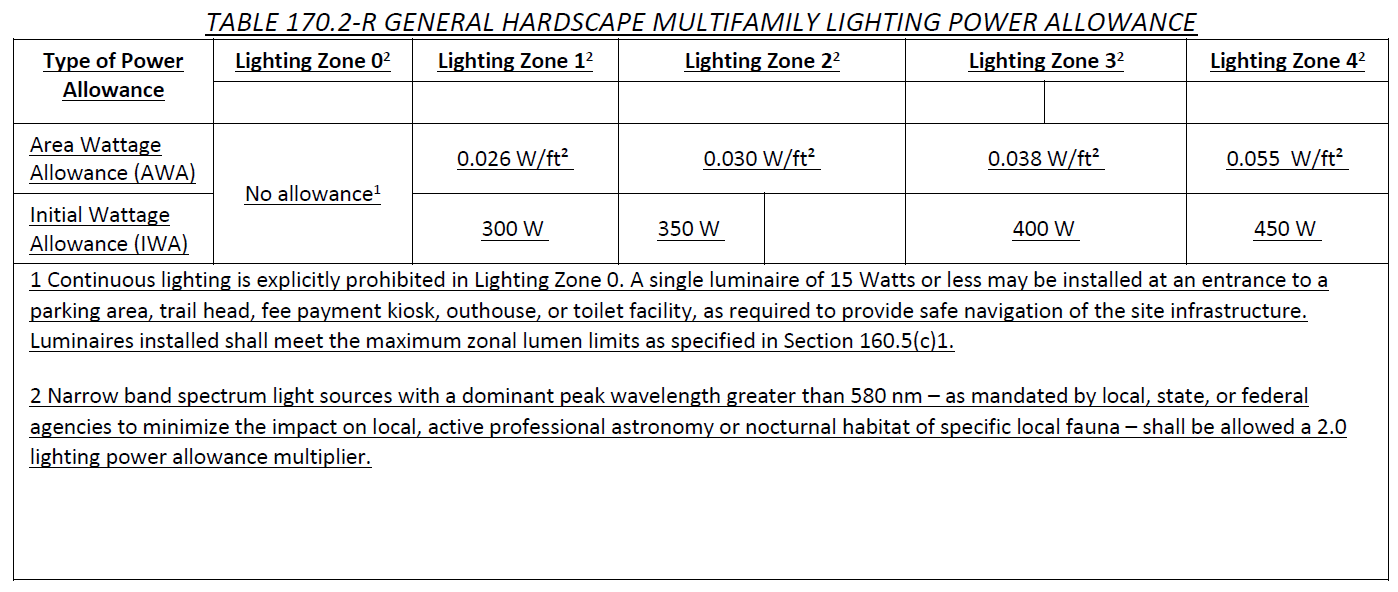 TABLE 170.2-R GENERAL HARDSCAPE MULTIFAMILY LIGHTING POWER ALLOWANCE
Type of Power Allowance
Lighting Zone 0²
Lighting Zone 1²
Lighting Zone 2²
Lighting Zone 3²
Lighting Zone 4²
Area Wattage
Allowance (AWA)
No allowance¹
0.026 W/ft²
0.030 W/ft²
0.038 W/ft²
0.055 W/ft²
Initial Wattage
Allowance (IWA)
300 W
350 W
400 W
450 W
1 Continuous lighting is explicitly prohibited in Lighting Zone 0. A single luminaire of 15 Watts or less may be installed at an entrance to a
parking area, trail head, fee payment kiosk, outhouse, or toilet facility, as required to provide safe navigation of the site infrastructure.
Luminaires installed shall meet the maximum zonal lumen limits as specified in Section 160.5(c)1.
2 Narrow band spectrum light sources with a dominant peak wavelength greater than 580 nm – as mandated by local, state, or federal
agencies to minimize the impact on local, active professional astronomy or nocturnal habitat of specific local fauna – shall be allowed a 2.0
lighting power allowance multiplier.